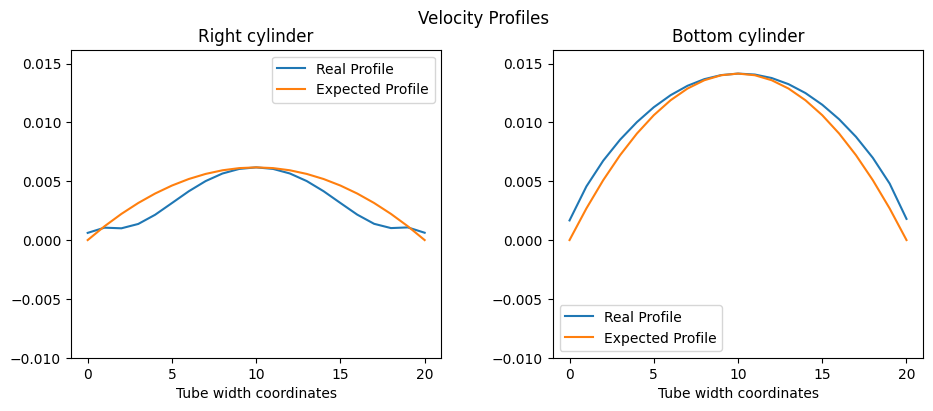 Velocity Profiles
Right cylinder
Real Profile
Expected Profile
0.015
0.010
0.005
0.000
−0.005
−0.010
0 5 10 15 20
Tube width coordinates
Bottom cylinder
0.015
0.010
0.005
0.000
−0.005
−0.010
Real Profile
Expected Profile
0 5 10 15 20
Tube width coordinates